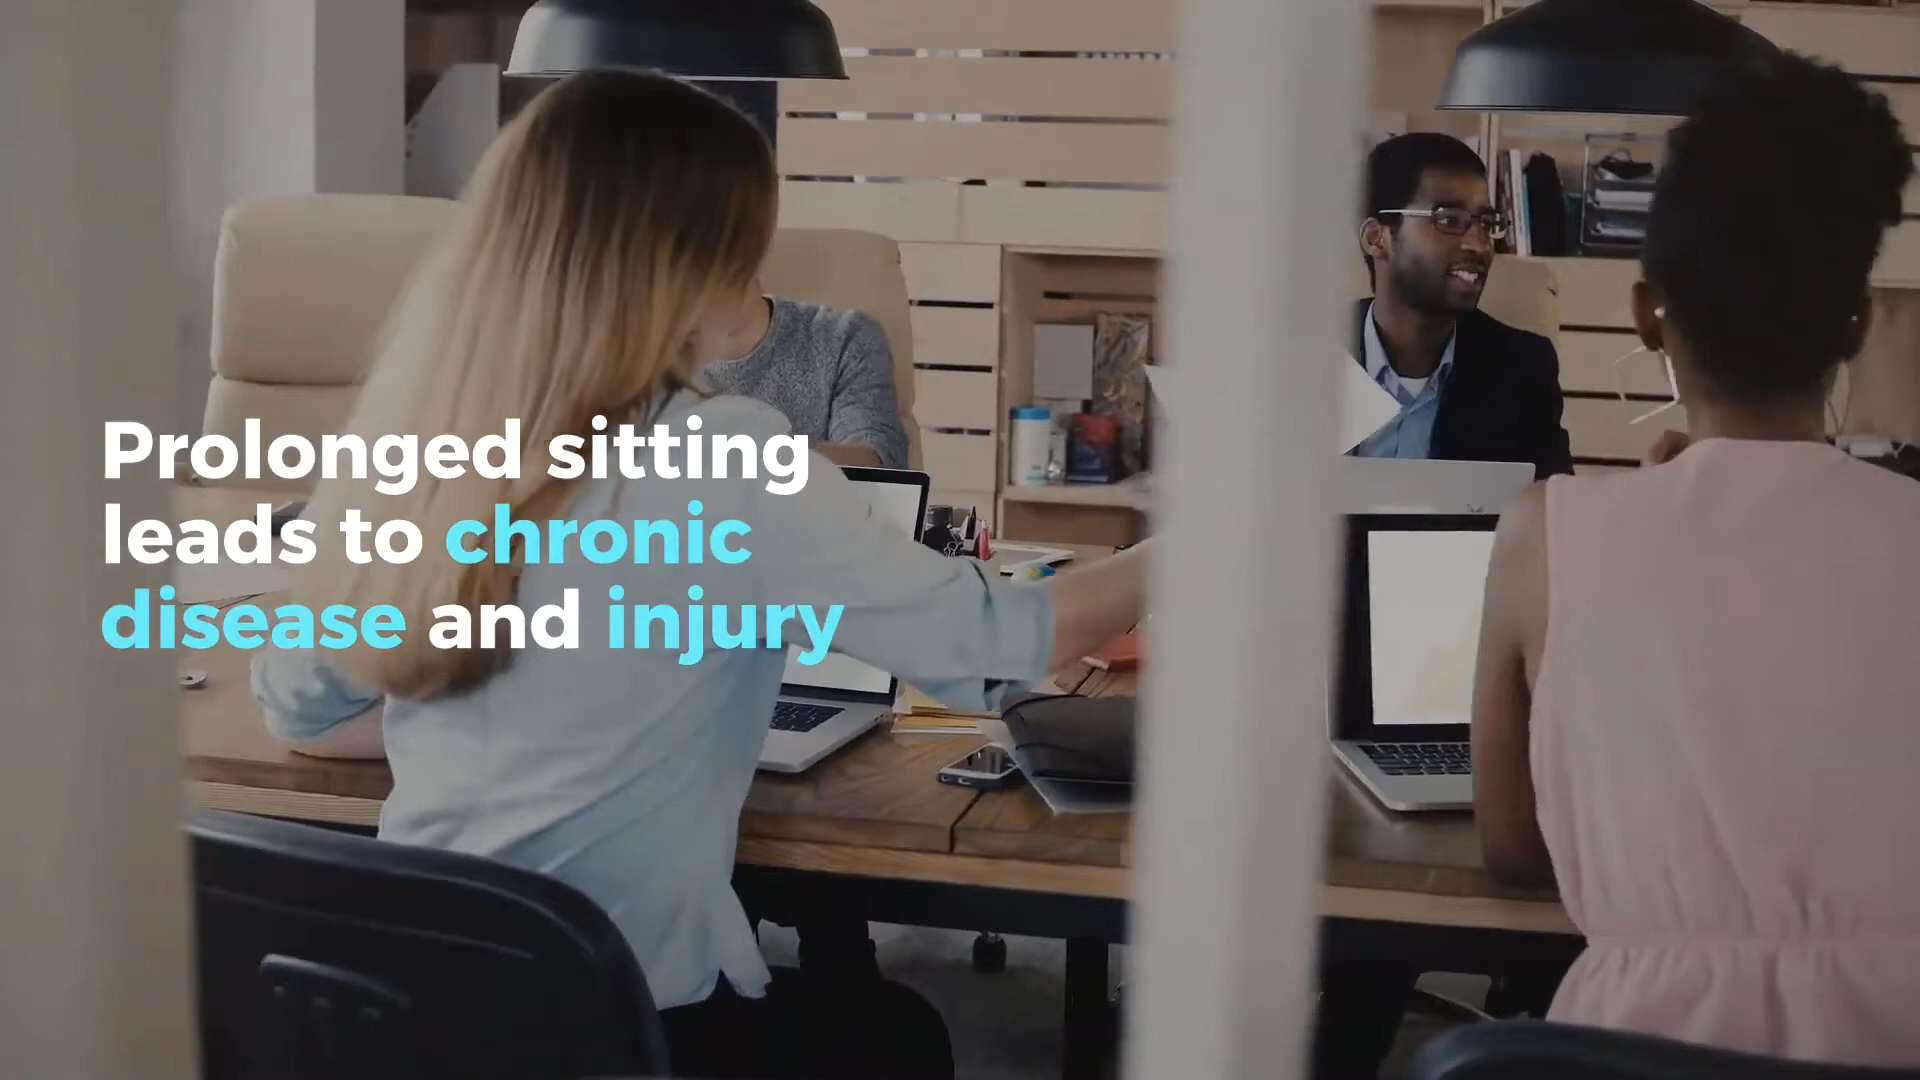 Prolonged sitting
leads to chronic
disease and injury